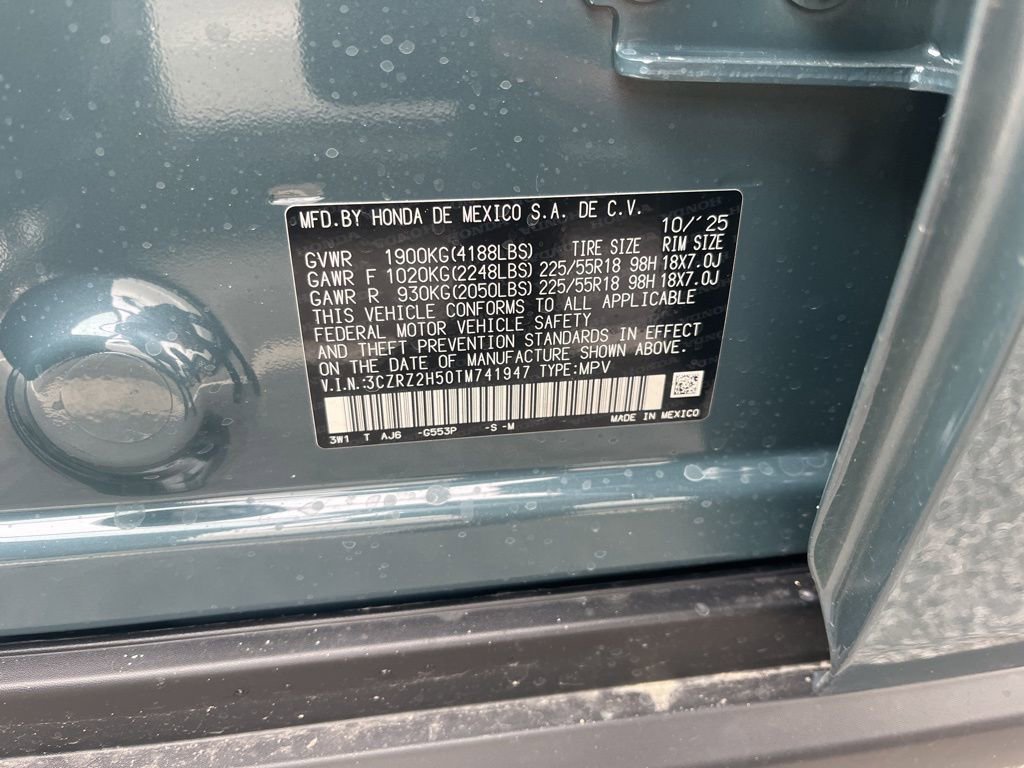 MFD.BY HONDA DE MEXICO S.A. DE C.V. 10/'25
GVWR 1900KG(4188LBS) TIRE SIZE RIM SIZE
GAWR F 1020KG(2248LBS) 225/55R18 98H 18X7.0J
GAWR R 930KG(2050LBS) 225/55R18 98H 18X7.0J
THIS VEHICLE CONFORMS TO ALL APPLICABLE
FEDERAL MOTOR VEHICLE SAFETY
AND THEFT PREVENTION STANDARDS IN EFFECT
ON THE DATE OF MANUFACTURE SHOWN ABOVE.
V.I.N.:3CZRZ2H50TM741947 TYPE:MPV
MADE IN MEXICO
3W1 T AJ6 -G553P -S -M